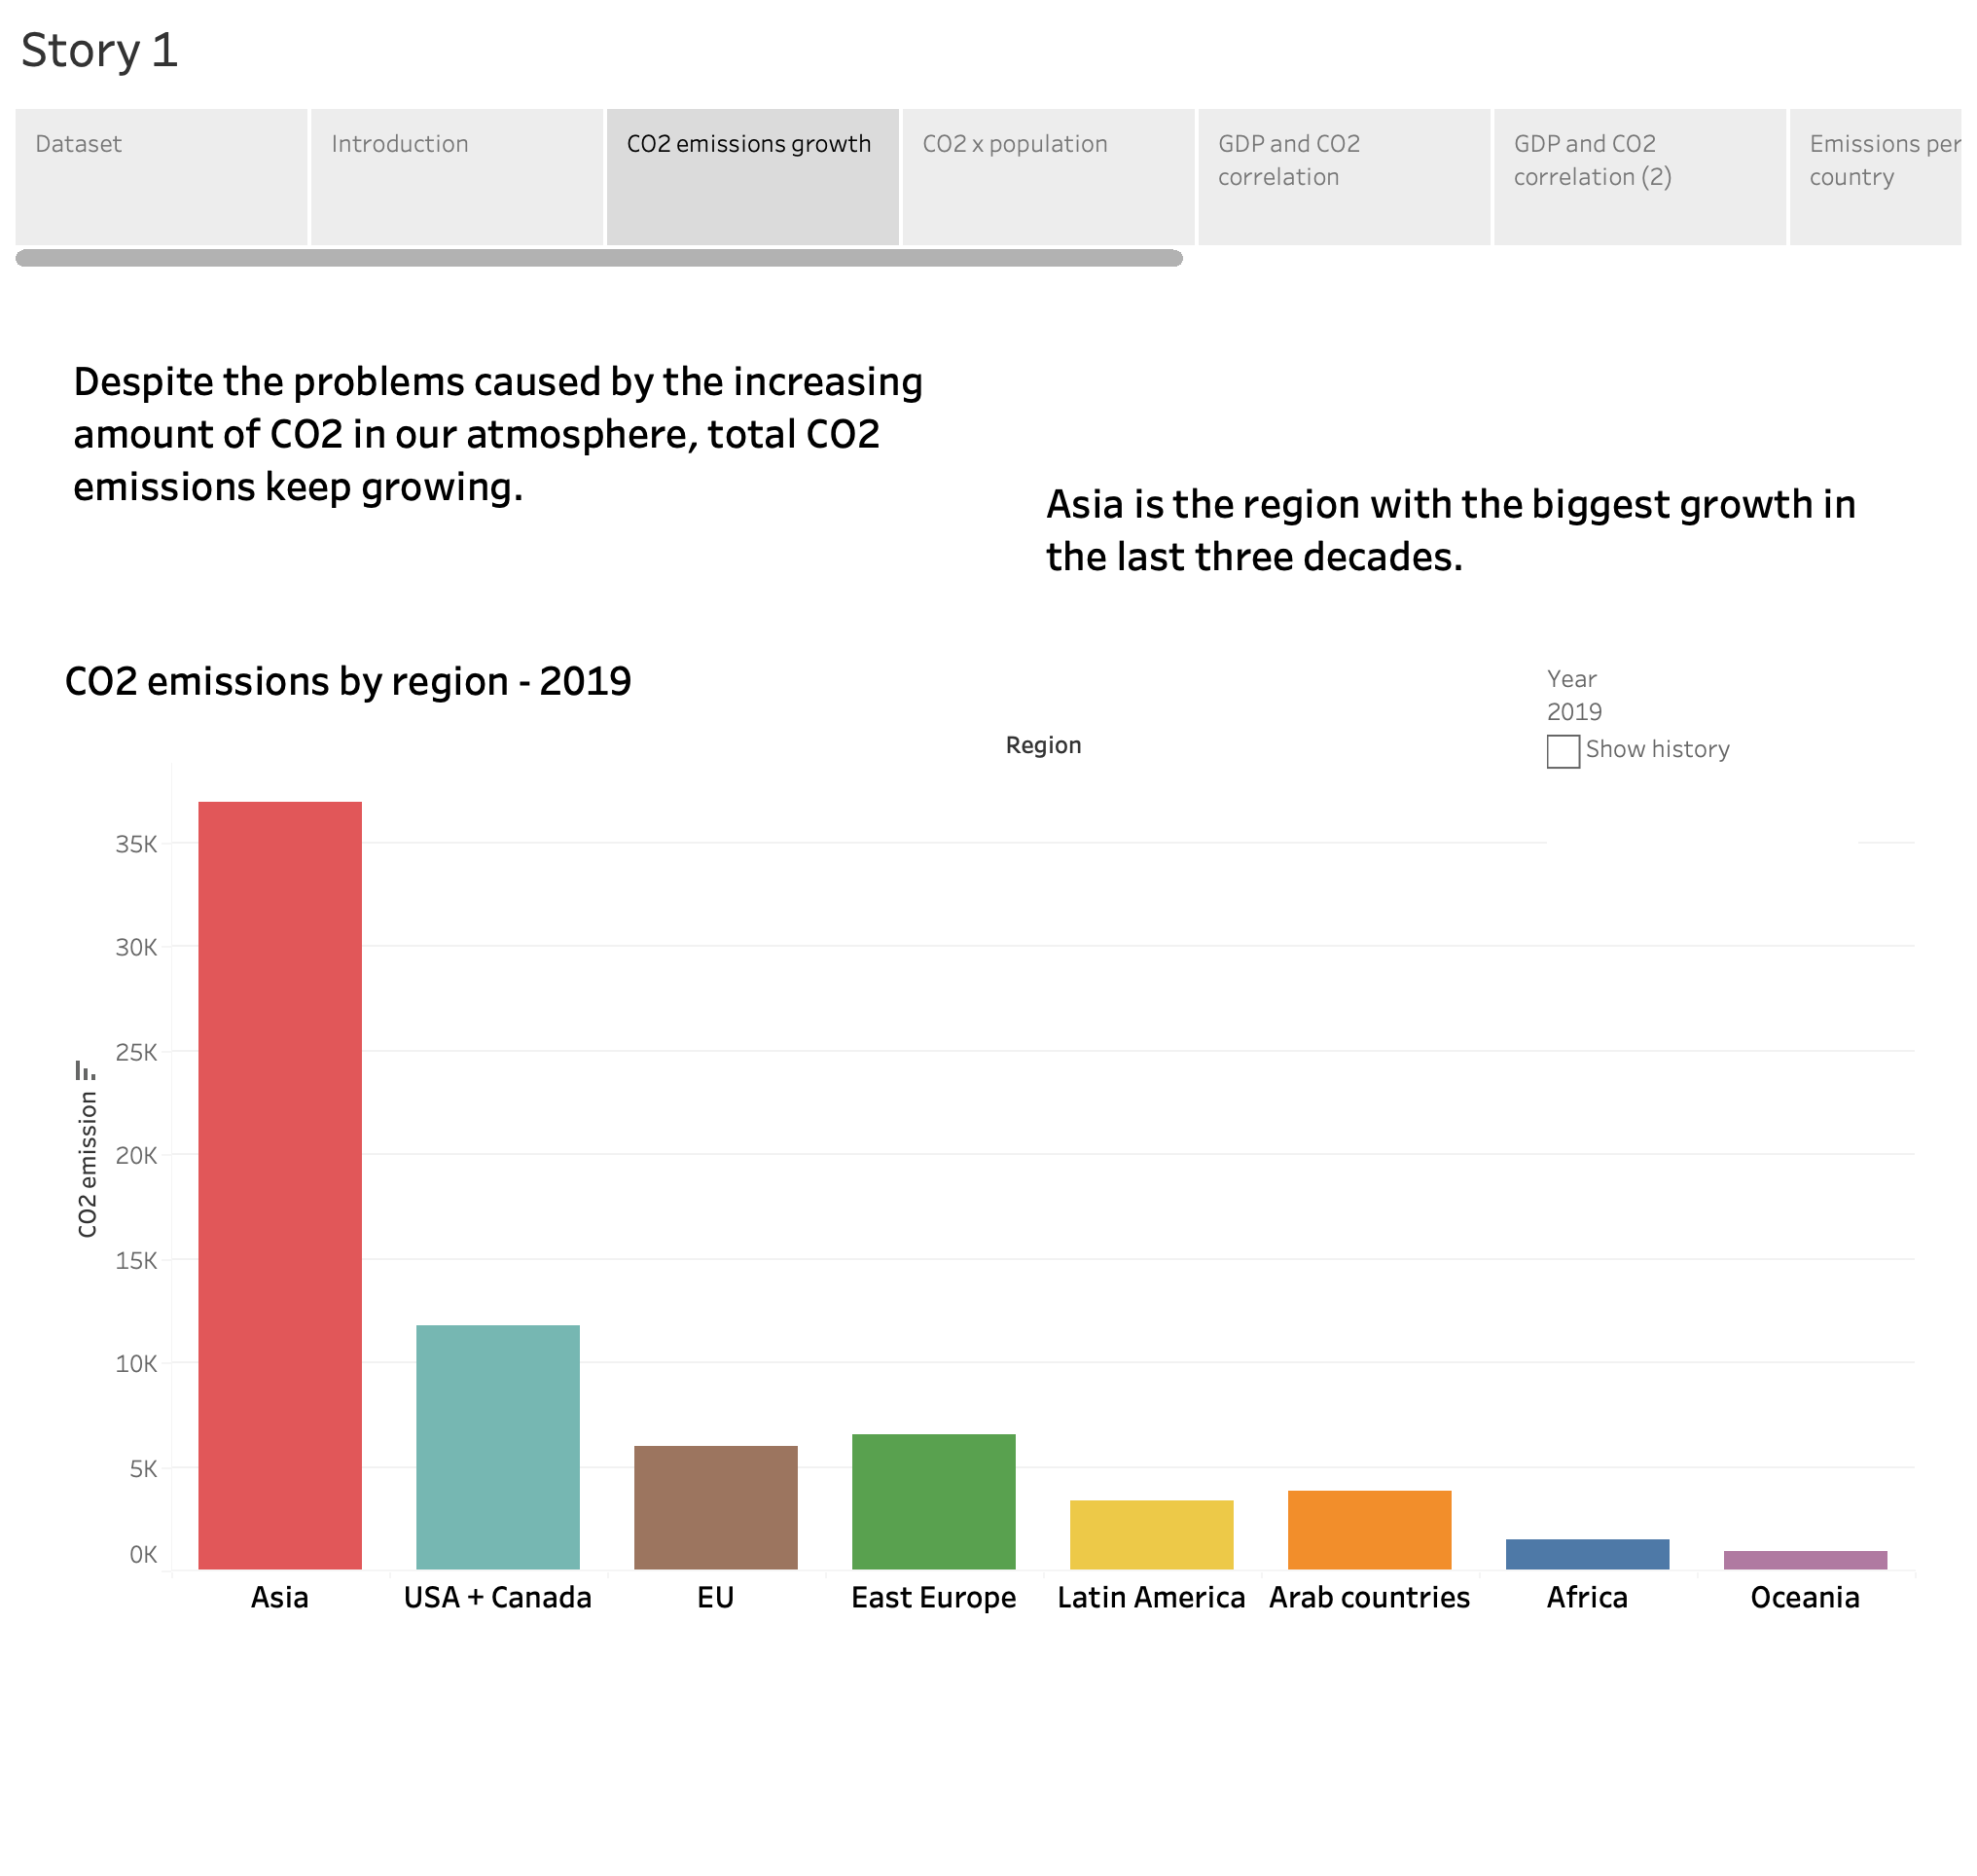 Story 1
Dataset
Introduction
CO2 emissions growth
CO2 x population
GDP and CO2
correlation
GDP and CO2
correlation (2)
Emissions per
country
Despite the problems caused by the increasing
amount of CO2 in our atmosphere, total CO2
emissions keep growing.
Asia is the region with the biggest growth in
the last three decades.
CO2 emissions by region - 2019
Year
2019
Show history
Region
35K
30K
25K
20K
15K
10K
5K
0K
CO2 emission
Asia
USA + Canada
EU
East Europe
Latin America
Arab countries
Africa
Oceania